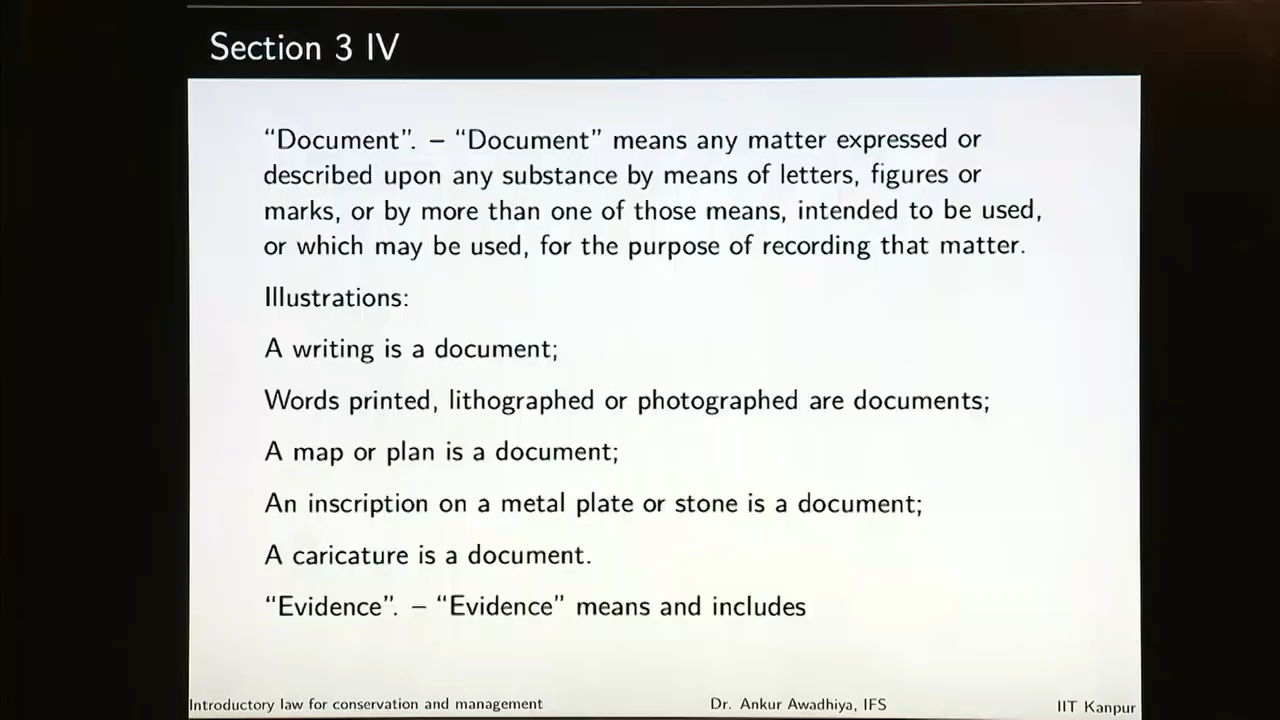 Section 3 IV
“Document”. – “Document” means any matter expressed or
described upon any substance by means of letters, figures or
marks, or by more than one of those means, intended to be used,
or which may be used, for the purpose of recording that matter.
Illustrations:
A writing is a document;
Words printed, lithographed or photographed are documents;
A map or plan is a document;
An inscription on a metal plate or stone is a document;
A caricature is a document.
“Evidence”. – “Evidence” means and includes
Introductory law for conservation and management Dr. Ankur Awadhiya, IFS IIT Kanpur